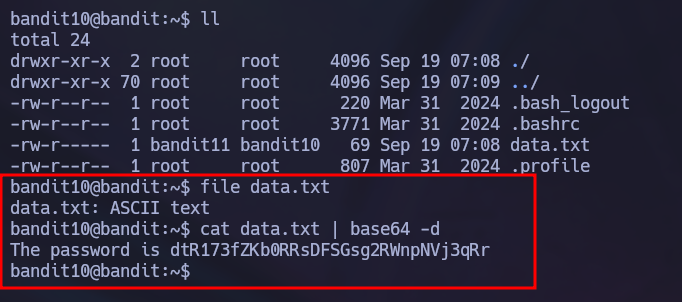 bandit10@bandit:~$ ll
total 24
drwxr-xr-x  2 root     root     4096 Sep 19 07:08 ./
drwxr-xr-x 70 root     root     4096 Sep 19 07:09 ../
-rw-r--r--  1 root     root      220 Mar 31  2024 .bash_logout
-rw-r--r--  1 root     root     3771 Mar 31  2024 .bashrc
-rw-r-----  1 bandit11 bandit10   69 Sep 19 07:08 data.txt
-rw-r--r--  1 root     root      807 Mar 31  2024 .profile
bandit10@bandit:~$ file data.txt
data.txt: ASCII text
bandit10@bandit:~$ cat data.txt | base64 -d
The password is dtR173fZKb0RRsDFSGsg2RWnpNVj3qRr
bandit10@bandit:~$